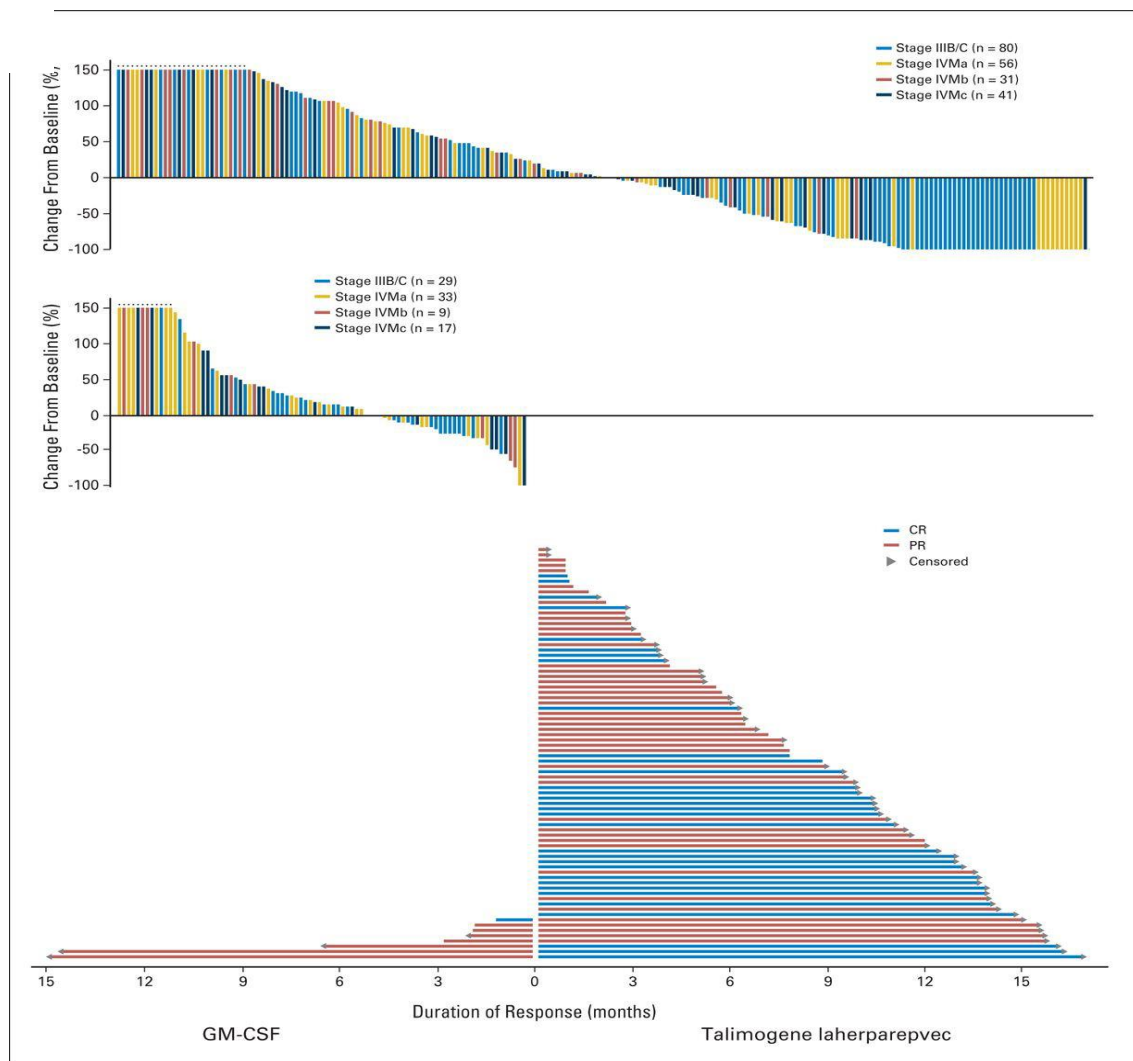 Change From Baseline (%,
150
100
50
0
-50
-100
Stage IIIB/C (n = 80)
Stage IVMa (n = 56)
Stage IVMb (n = 31)
Stage IVMc (n = 41)
Change From Baseline (%)
150
100
50
0
-50
-100
Stage IIIB/C (n = 29)
Stage IVMa (n = 33)
Stage IVMb (n = 9)
Stage IVMc (n = 17)
CR
PR
Censored
15 12 9 6 3 0 3 6 9 12 15
Duration of Response (months)
GM-CSF Talimogene laherparepvec